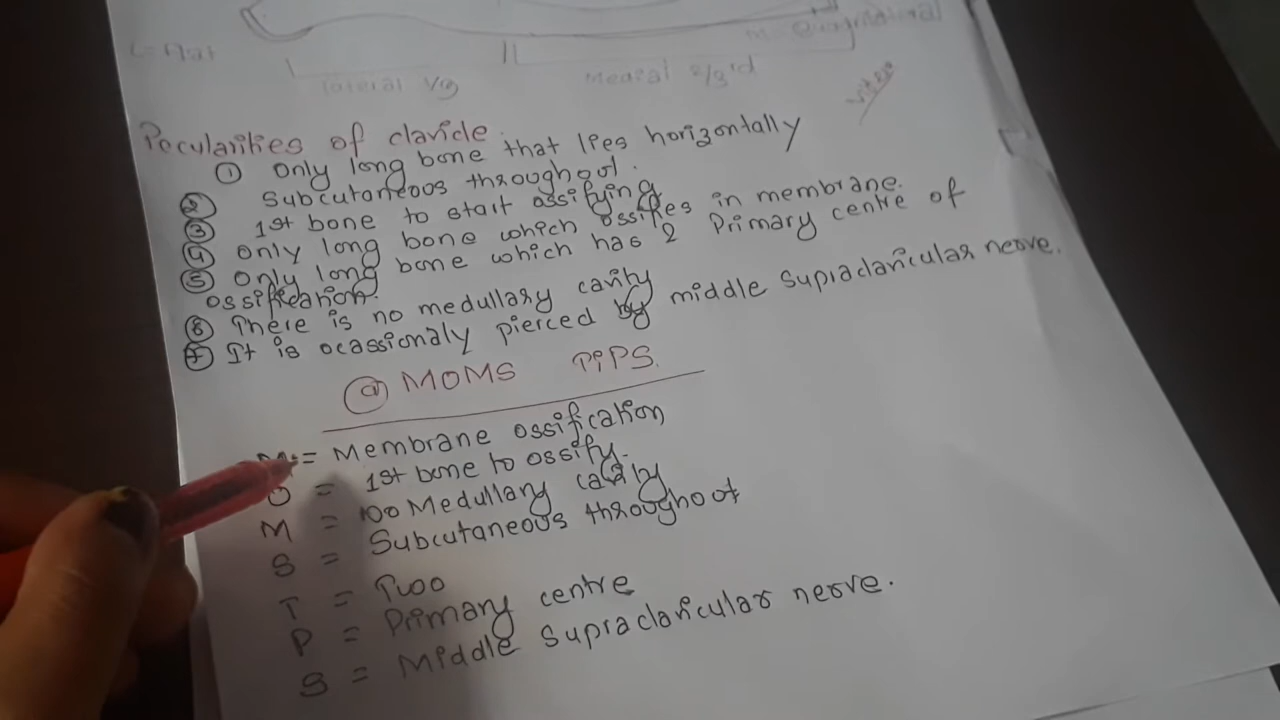 L = flat
M = Quadrilateral
lateral 1/3
Medial 2/3rd
Pecularities of clavicle
① Only long bone that lies horizontally
② Subcutaneous throughout.
③ 1st bone to start ossifying
④ only long bone which ossifies in membrane.
⑤ Only long bone which has 2 Primary centre of
ossification.
⑥ There is no medullary cavity
⑦ It is ocassionaly pierced by middle supraclavicular nerve.
@ MOMS TIPS.
M = Membrane ossification
O = 1st bone to ossify.
M = no Medullary cavity
S = Subcutaneous throughout
T = Two
P = Primary centre
S = Middle supraclavicular nerve.